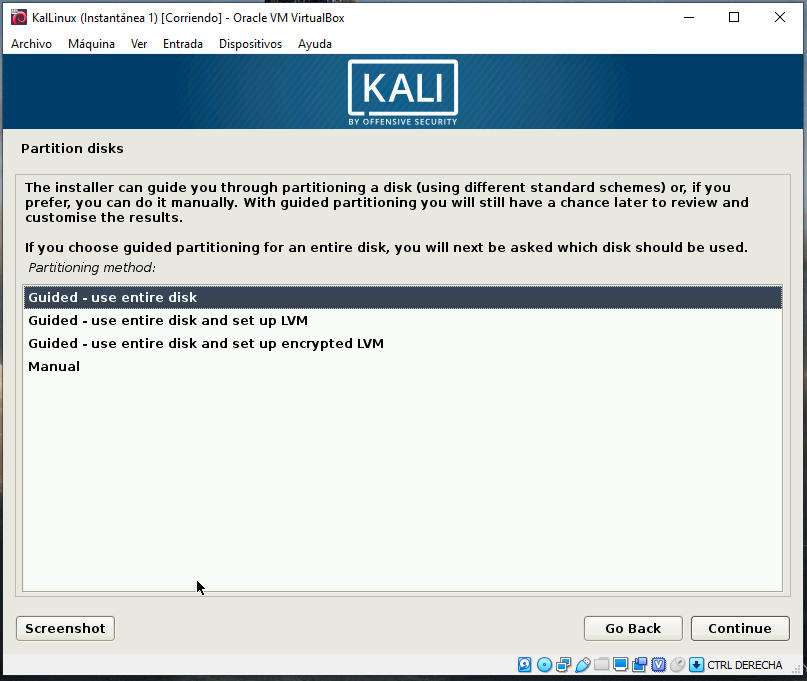 KalLinux (Instantánea 1) [Corriendo] - Oracle VM VirtualBox
Archivo Máquina Ver Entrada Dispositivos Ayuda
KALI
BY OFFENSIVE SECURITY
Partition disks
The installer can guide you through partitioning a disk (using different standard schemes) or, if you
prefer, you can do it manually. With guided partitioning you will still have a chance later to review and
customise the results.
If you choose guided partitioning for an entire disk, you will next be asked which disk should be used.
Partitioning method:
Guided - use entire disk
Guided - use entire disk and set up LVM
Guided - use entire disk and set up encrypted LVM
Manual
Screenshot Go Back Continue
CTRL DERECHA